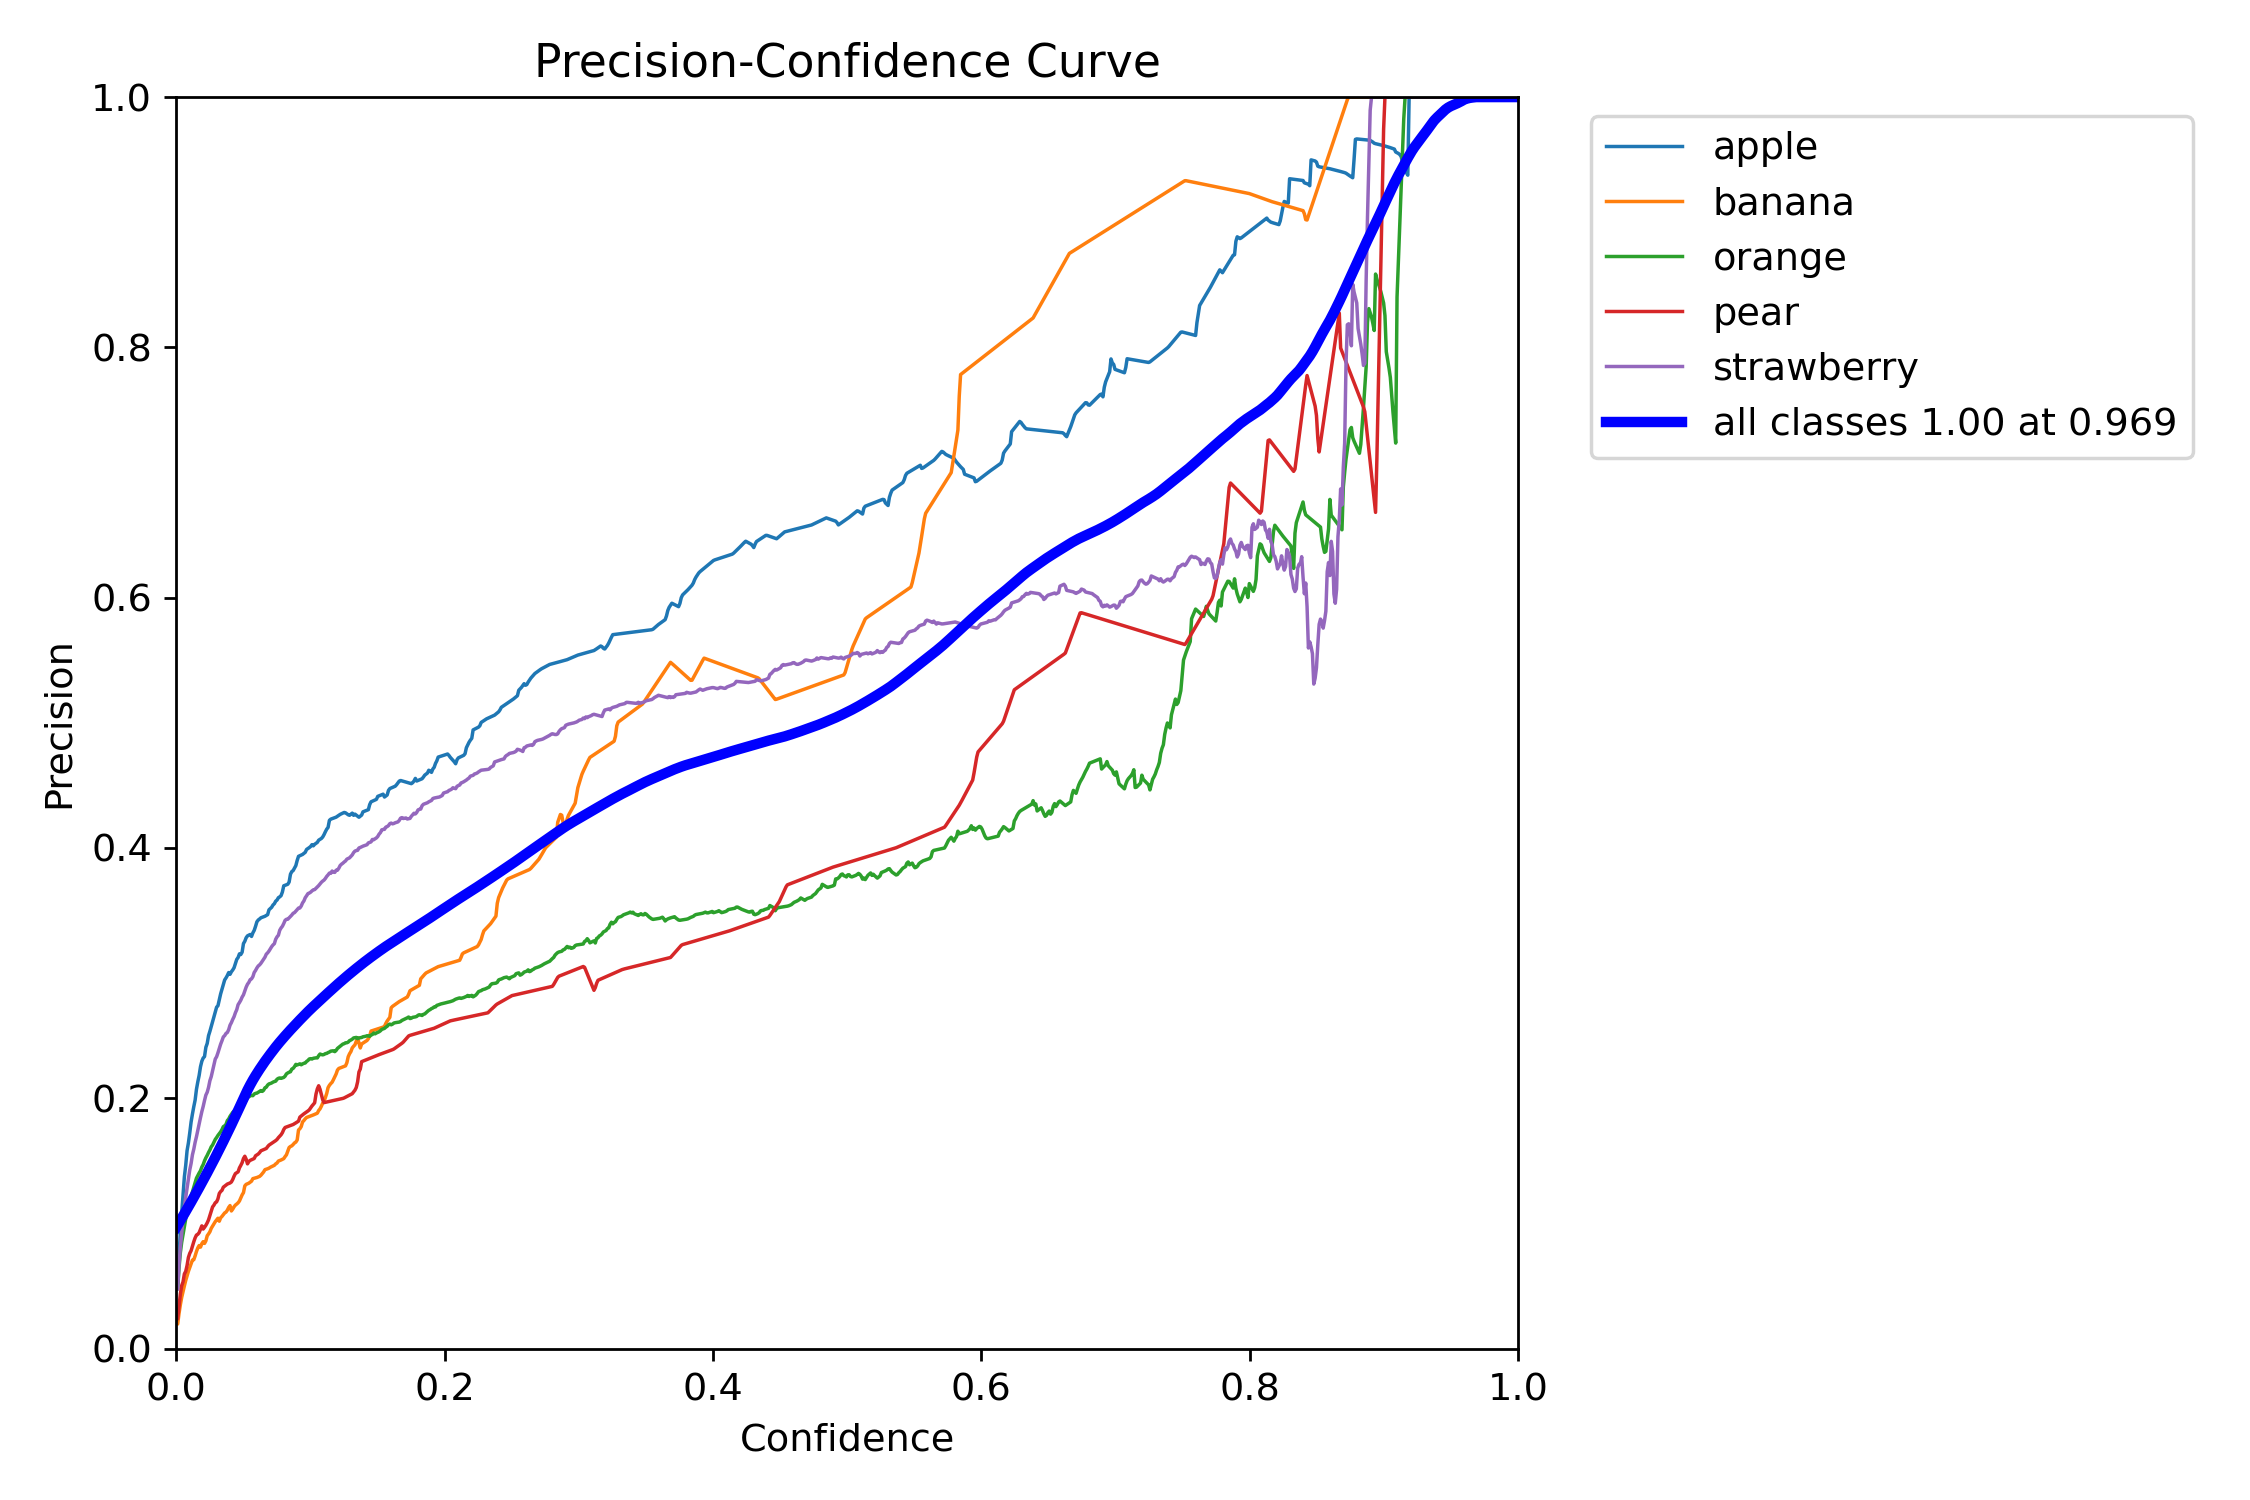 Precision-Confidence Curve
1.0
0.8
0.6
0.4
0.2
0.0
Precision
0.0 0.2 0.4 0.6 0.8 1.0
Confidence
apple
banana
orange
pear
strawberry
all classes 1.00 at 0.969